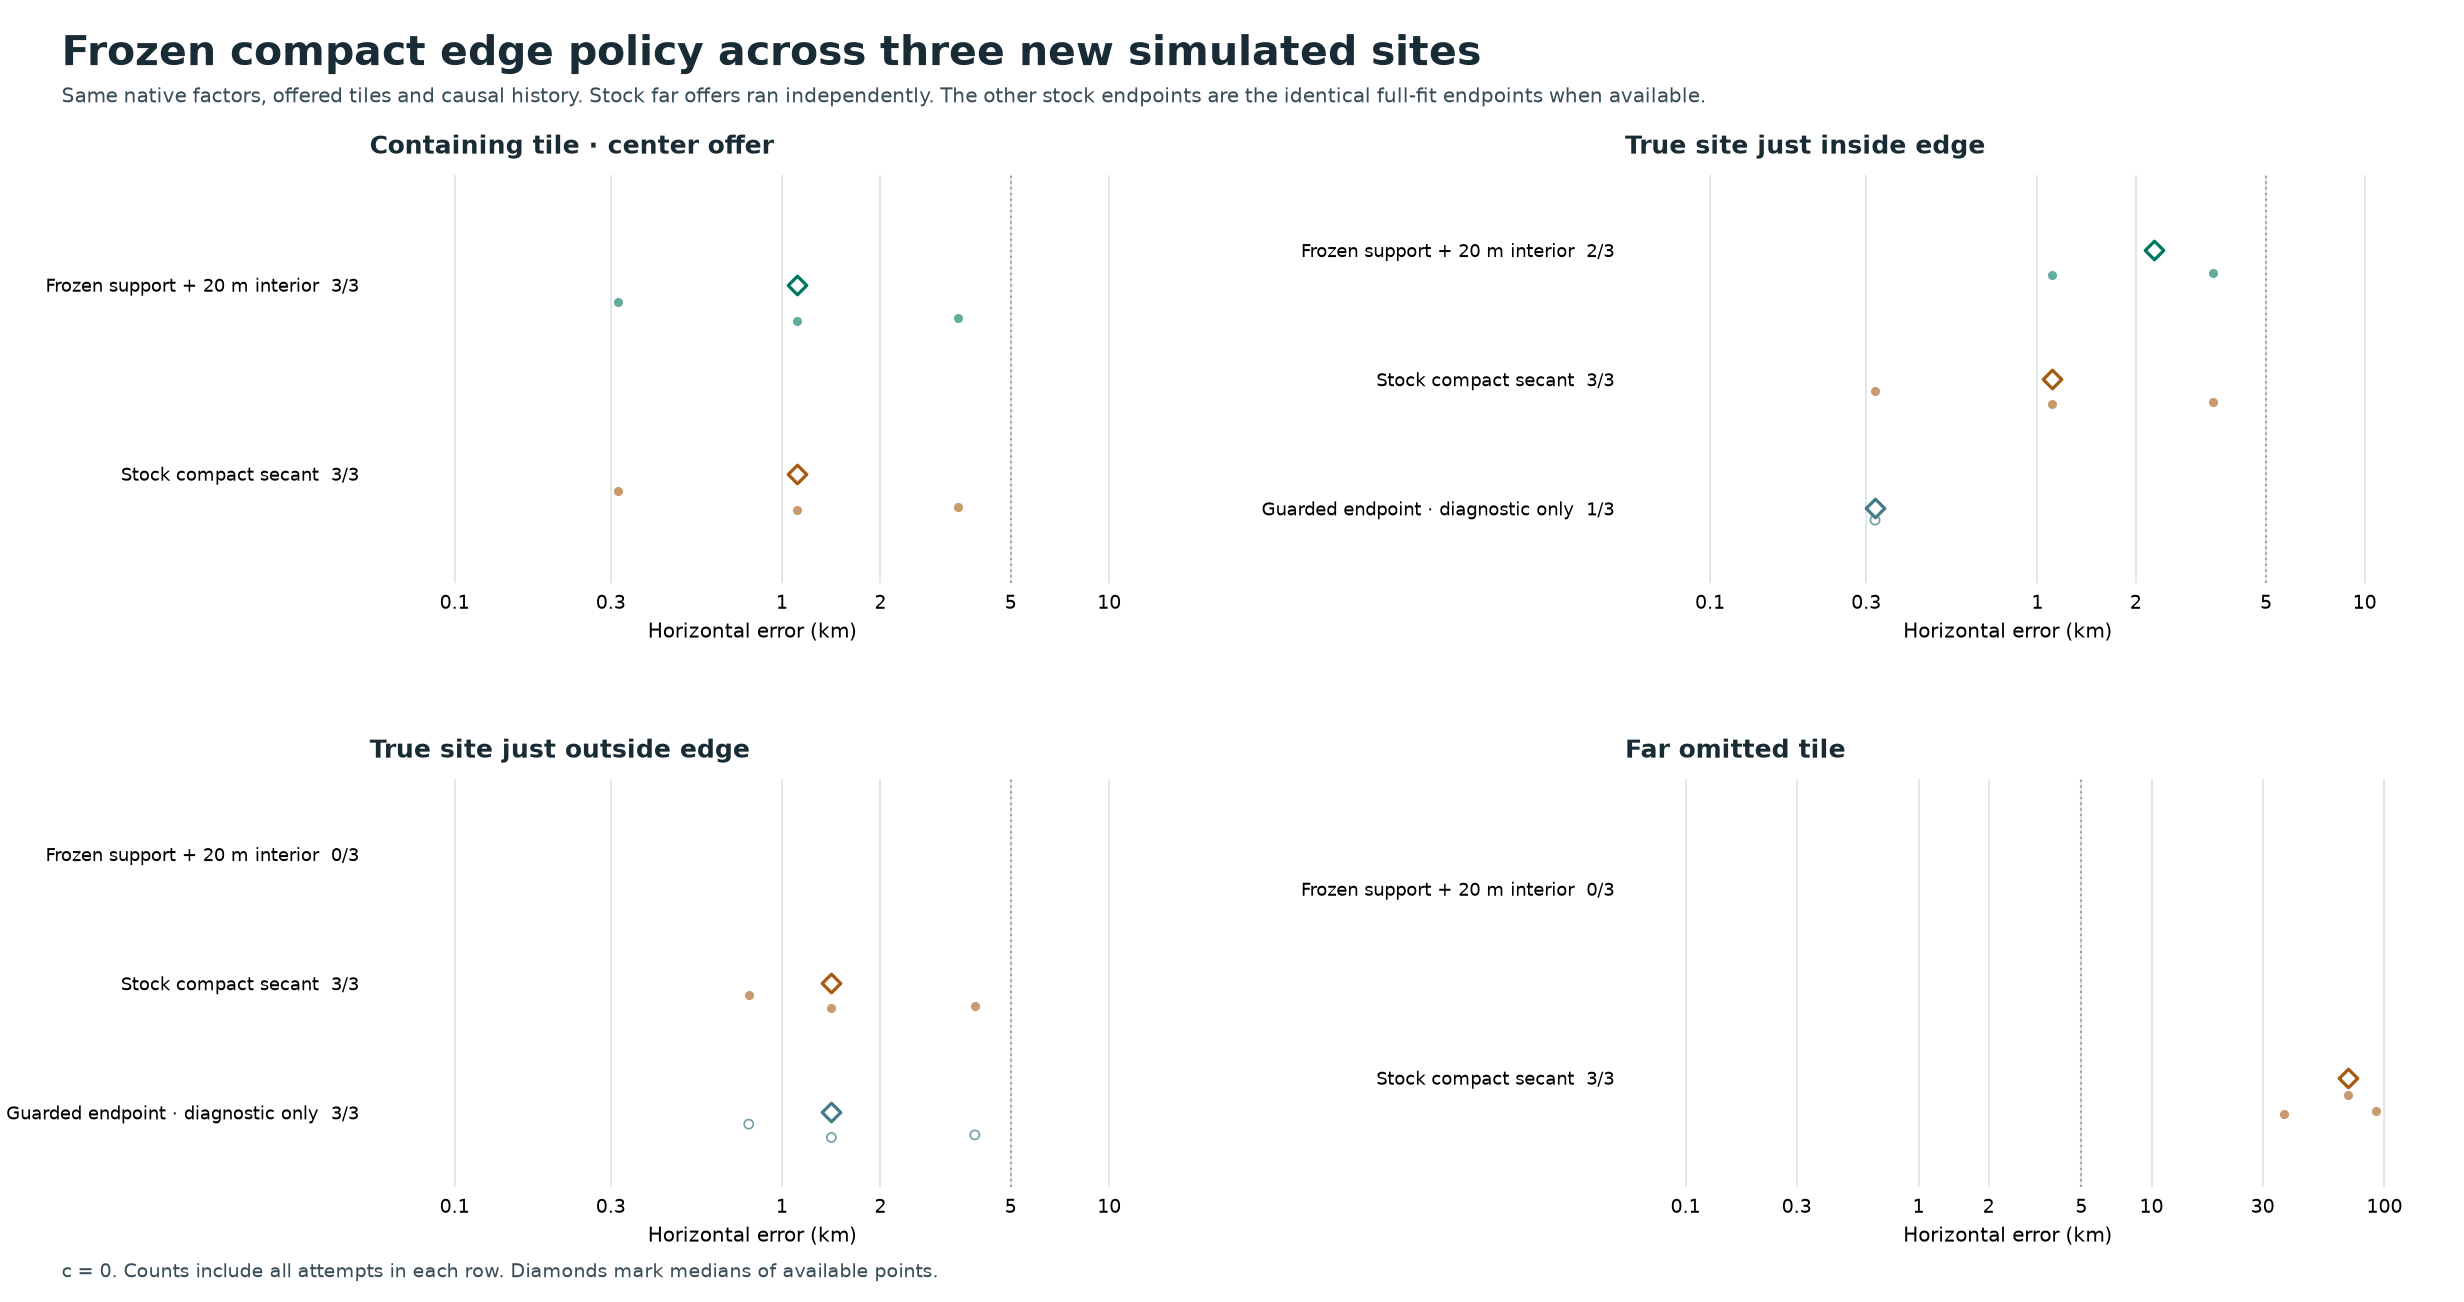 Frozen compact edge policy across three new simulated sites
Same native factors, offered tiles and causal history. Stock far offers ran independently. The other stock endpoints are the identical full-fit endpoints when available.
Containing tile · center offer
Frozen support + 20 m interior 3/3
Stock compact secant 3/3
0.1 0.3 1 2 5 10
Horizontal error (km)
True site just inside edge
Frozen support + 20 m interior 2/3
Stock compact secant 3/3
Guarded endpoint · diagnostic only 1/3
0.1 0.3 1 2 5 10
Horizontal error (km)
True site just outside edge
Frozen support + 20 m interior 0/3
Stock compact secant 3/3
Guarded endpoint · diagnostic only 3/3
0.1 0.3 1 2 5 10
Horizontal error (km)
Far omitted tile
Frozen support + 20 m interior 0/3
Stock compact secant 3/3
0.1 0.3 1 2 5 10 30 100
Horizontal error (km)
c = 0. Counts include all attempts in each row. Diamonds mark medians of available points.